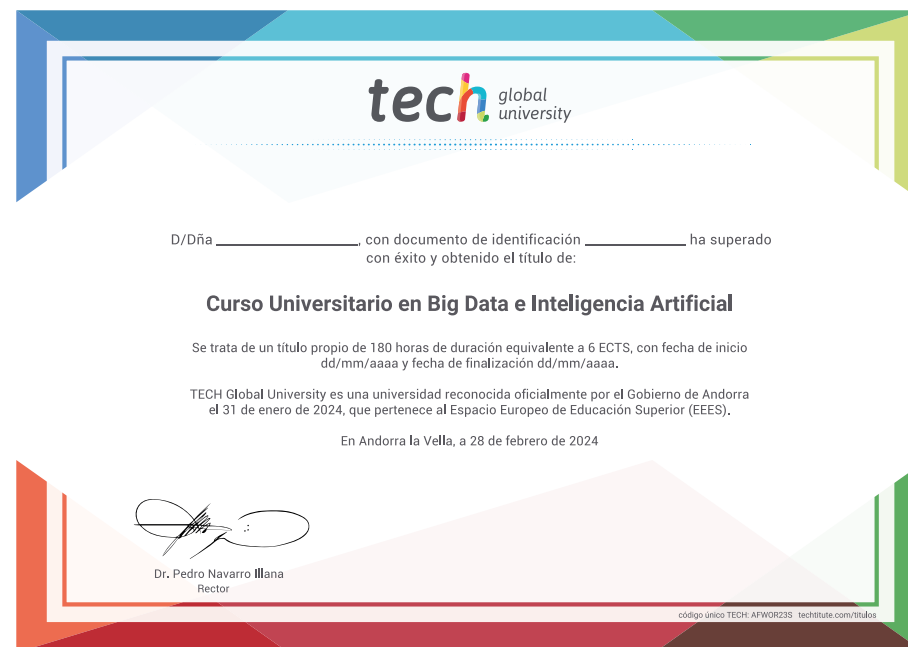 tech global university
D/Dña ______________, con documento de identificación __________ ha superado
con éxito y obtenido el título de:
Curso Universitario en Big Data e Inteligencia Artificial
Se trata de un título propio de 180 horas de duración equivalente a 6 ECTS, con fecha de inicio
dd/mm/aaaa y fecha de finalización dd/mm/aaaa.
TECH Global University es una universidad reconocida oficialmente por el Gobierno de Andorra
el 31 de enero de 2024, que pertenece al Espacio Europeo de Educación Superior (EEES).
En Andorra la Vella, a 28 de febrero de 2024
Dr. Pedro Navarro Illana
Rector
código único TECH: AFWOR23S techtitute.com/titulos